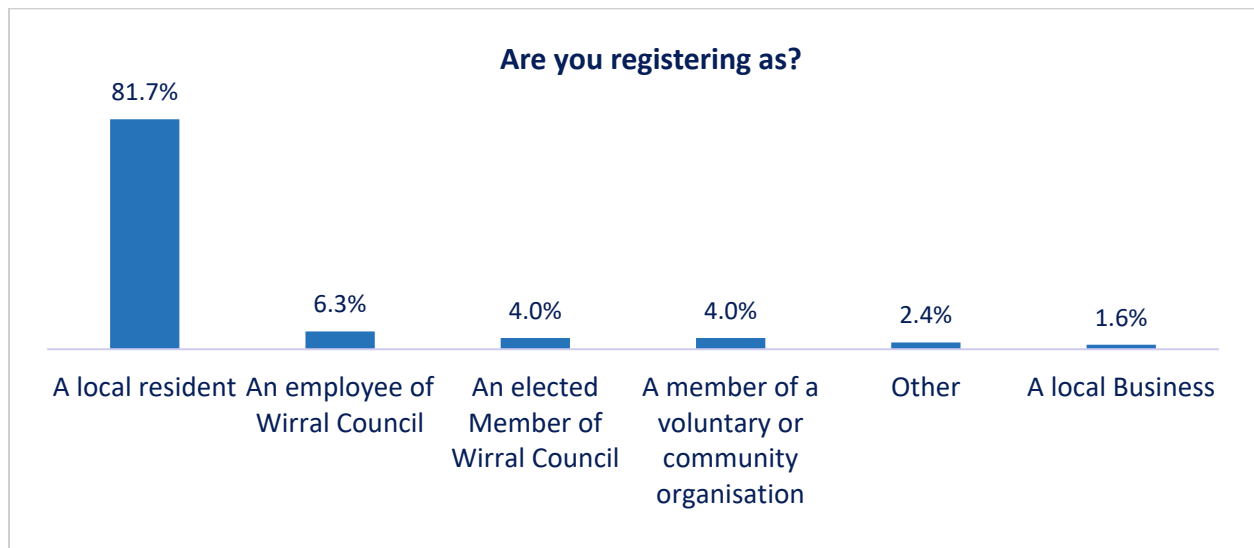 Are you registering as?
81.7%
6.3%
4.0%
4.0%
2.4%
1.6%
A local resident
An employee of
Wirral Council
An elected
Member of
Wirral Council
A member of a
voluntary or
community
organisation
Other
A local Business